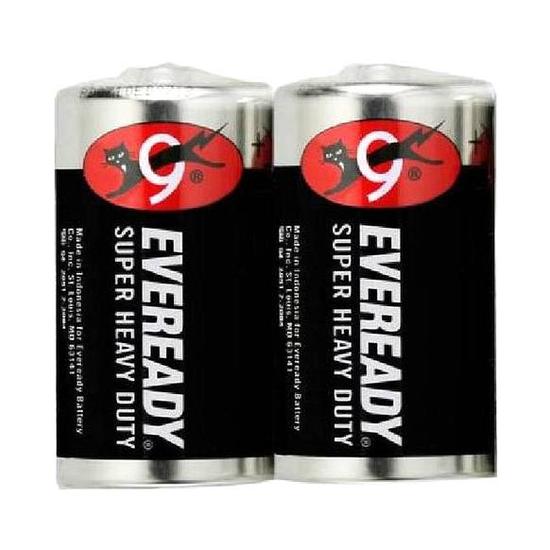 9
®
EVEREADY®
SUPER HEAVY DUTY
Made in Indonesia for Eveready Battery
Co., Inc. St. Louis, MO 63141
9
®
EVEREADY®
SUPER HEAVY DUTY
Made in Indonesia for Eveready Battery
Co., Inc. St. Louis, MO 63141